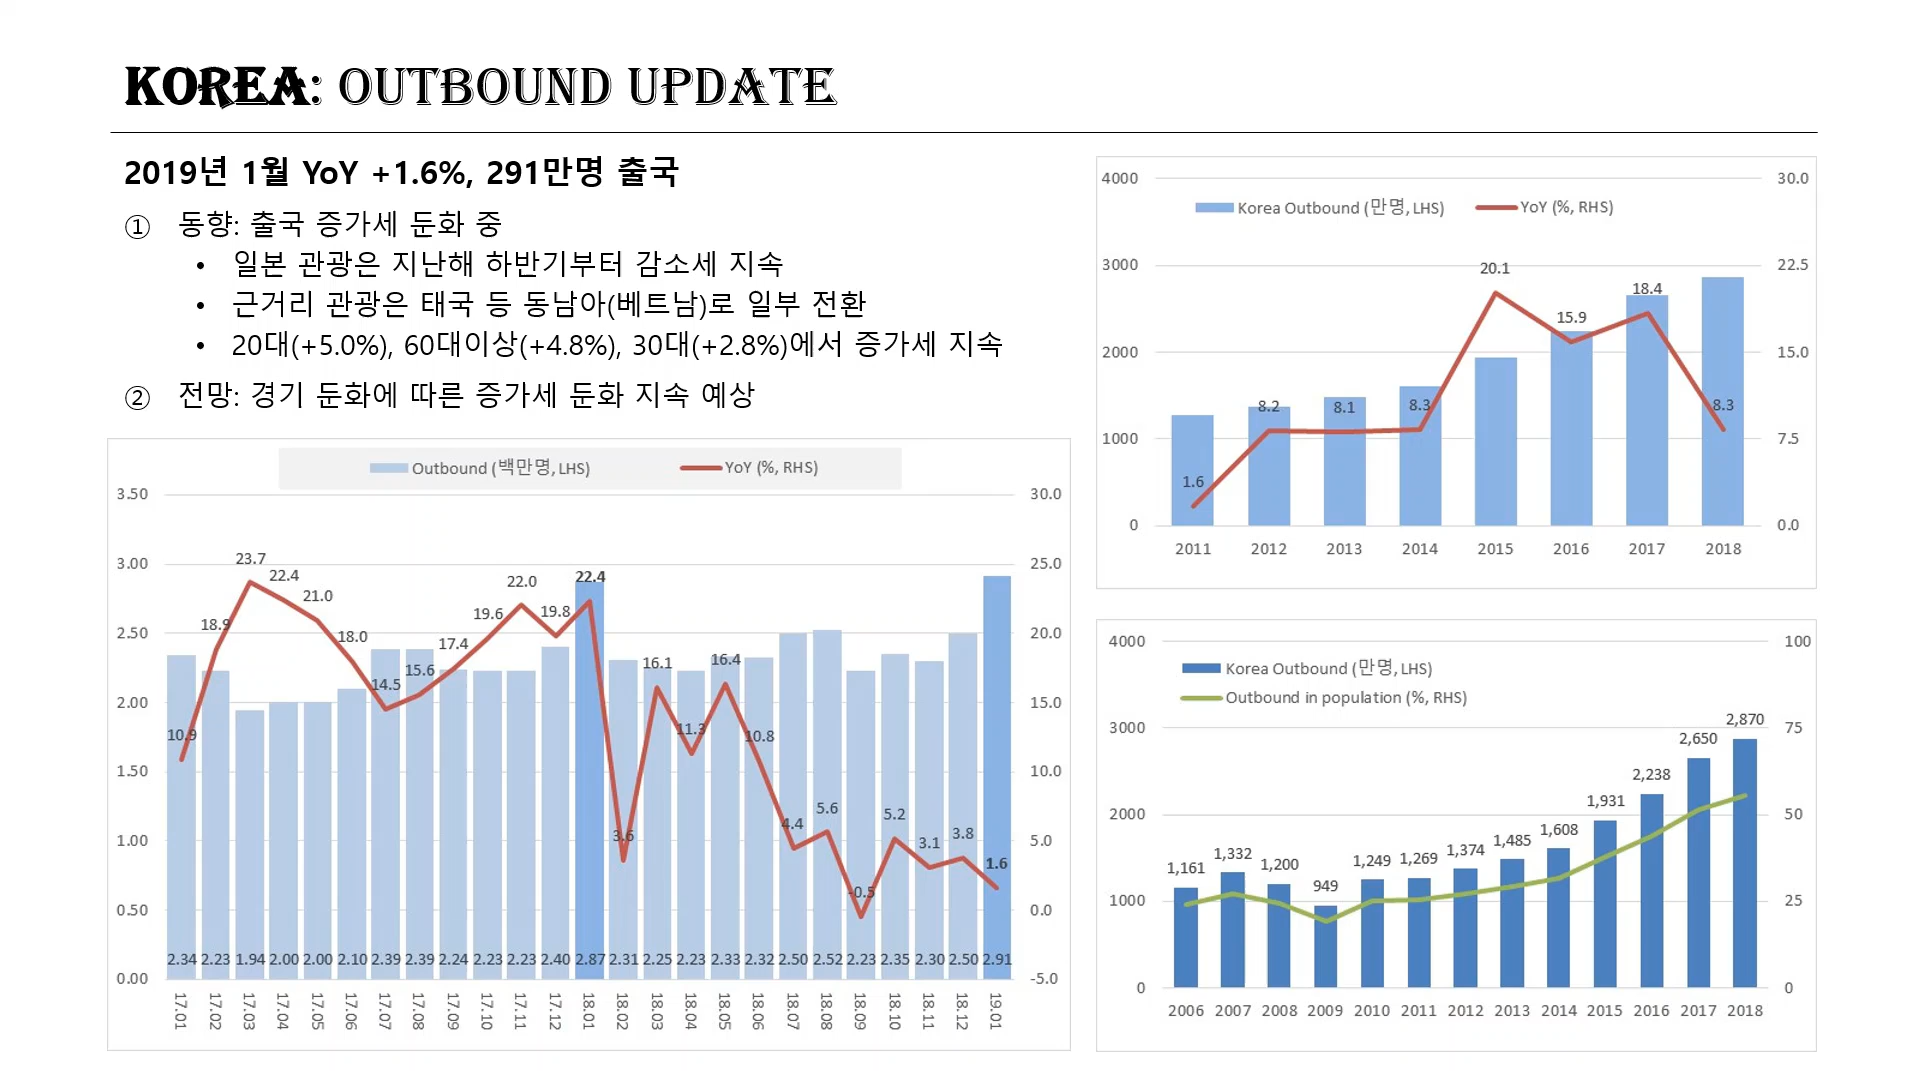 KOREA: OUTBOUND UPDATE
2019년 1월 YoY +1.6%, 291만명 출국
① 동향: 출국 증가세 둔화 중
• 일본 관광은 지난해 하반기부터 감소세 지속
• 근거리 관광은 태국 등 동남아(베트남)로 일부 전환
• 20대(+5.0%), 60대이상(+4.8%), 30대(+2.8%)에서 증가세 지속
② 전망: 경기 둔화에 따른 증가세 둔화 지속 예상
Outbound (백만명, LHS) YoY (%, RHS)
3.50 30.0
3.00 25.0
2.50 20.0
2.00 15.0
1.50 10.0
1.00 5.0
0.50 0.0
0.00 -5.0
10.9 18.9 23.7 22.4 21.0 18.0 14.5 15.6 17.4 19.6 22.0 19.8 22.4 3.6 16.1 11.3 16.4 10.8 4.4 5.6 -0.5 5.2 3.1 3.8 1.6
2.34 2.23 1.94 2.00 2.00 2.10 2.39 2.39 2.24 2.23 2.23 2.40 2.87 2.31 2.25 2.23 2.33 2.32 2.50 2.52 2.23 2.35 2.30 2.50 2.91
17.01 17.02 17.03 17.04 17.05 17.06 17.07 17.08 17.09 17.10 17.11 17.12 18.01 18.02 18.03 18.04 18.05 18.06 18.07 18.08 18.09 18.10 18.11 18.12 19.01
Korea Outbound (만명, LHS) YoY (%, RHS)
4000 30.0
3000 22.5
2000 15.0
1000 7.5
0 0.0
1.6 8.2 8.1 8.3 20.1 15.9 18.4 8.3
2011 2012 2013 2014 2015 2016 2017 2018
Korea Outbound (만명, LHS)
Outbound in population (%, RHS)
4000 100
3000 75
2000 50
1000 25
0 0
1,161 1,332 1,200 949 1,249 1,269 1,374 1,485 1,608 1,931 2,238 2,650 2,870
2006 2007 2008 2009 2010 2011 2012 2013 2014 2015 2016 2017 2018